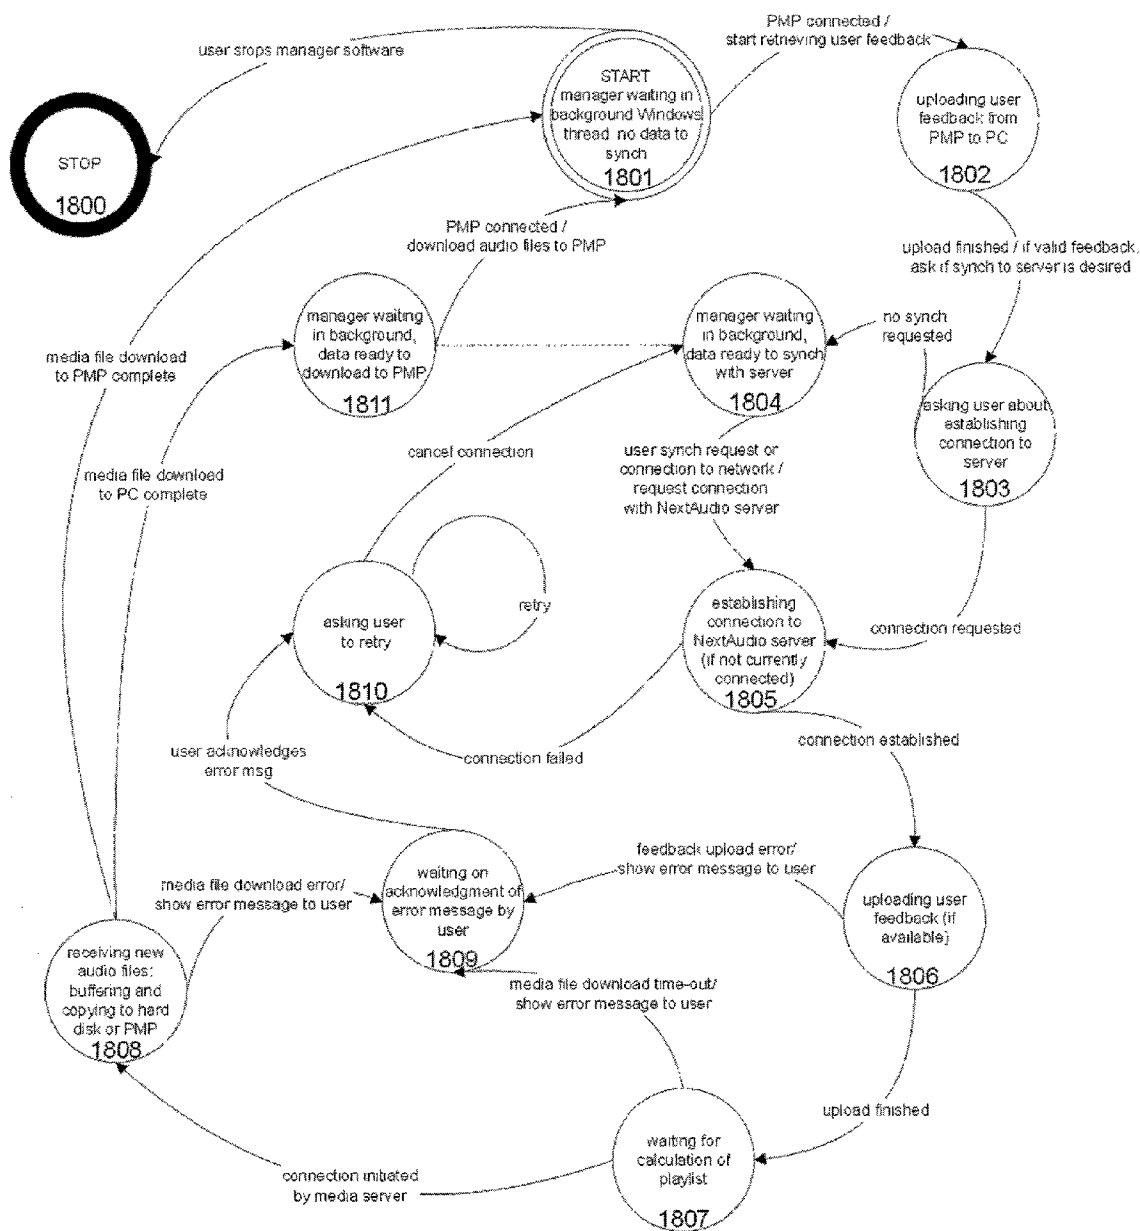 PMP connected /
start retrieving user feedback
user stops manager software
START
manager waiting in
background Windows
thread no data to
synch
1801
uploading user
feedback from
PMP to PC
1802
STOP
1800
PMP connected /
download audio files to PMP
upload finished / if valid feedback,
ask if synch to server is desired
manager waiting
in background,
data ready to
download to PMP
1811
manager waiting
in background,
data ready to synch
with server
1804
no synch
requested
media file download
to PMP complete
asking user about
establishing
connection to
server
1803
cancel connection
user synch request or
connection to network /
request connection
with NextAudio server
media file download
to PC complete
retry
asking user
to retry
1810
establishing
connection to
NextAudio server
(if not currently
connected)
1805
connection requested
user acknowledges
error msg
connection failed
connection established
media file download error/
show error message to user
waiting on
acknowledgment of
error message by
user
1809
feedback upload error/
show error message to user
uploading user
feedback (if
available)
1806
receiving new
audio files:
buffering and
copying to hard
disk or PMP
1808
media file download time-out/
show error message to user
upload finished
waiting for
calculation of
playlist
1807
connection initiated
by media server